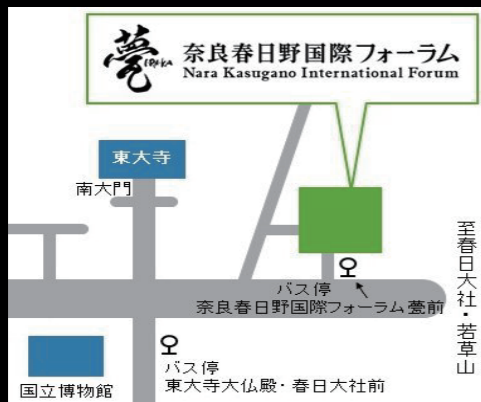 甍
IRAKA
奈良春日野国際フォーラム
Nara Kasugano International Forum
東大寺
南大門
至春日大社・若草山
バス停
奈良春日野国際フォーラム甍前
バス停
東大寺大仏殿・春日大社前
国立博物館